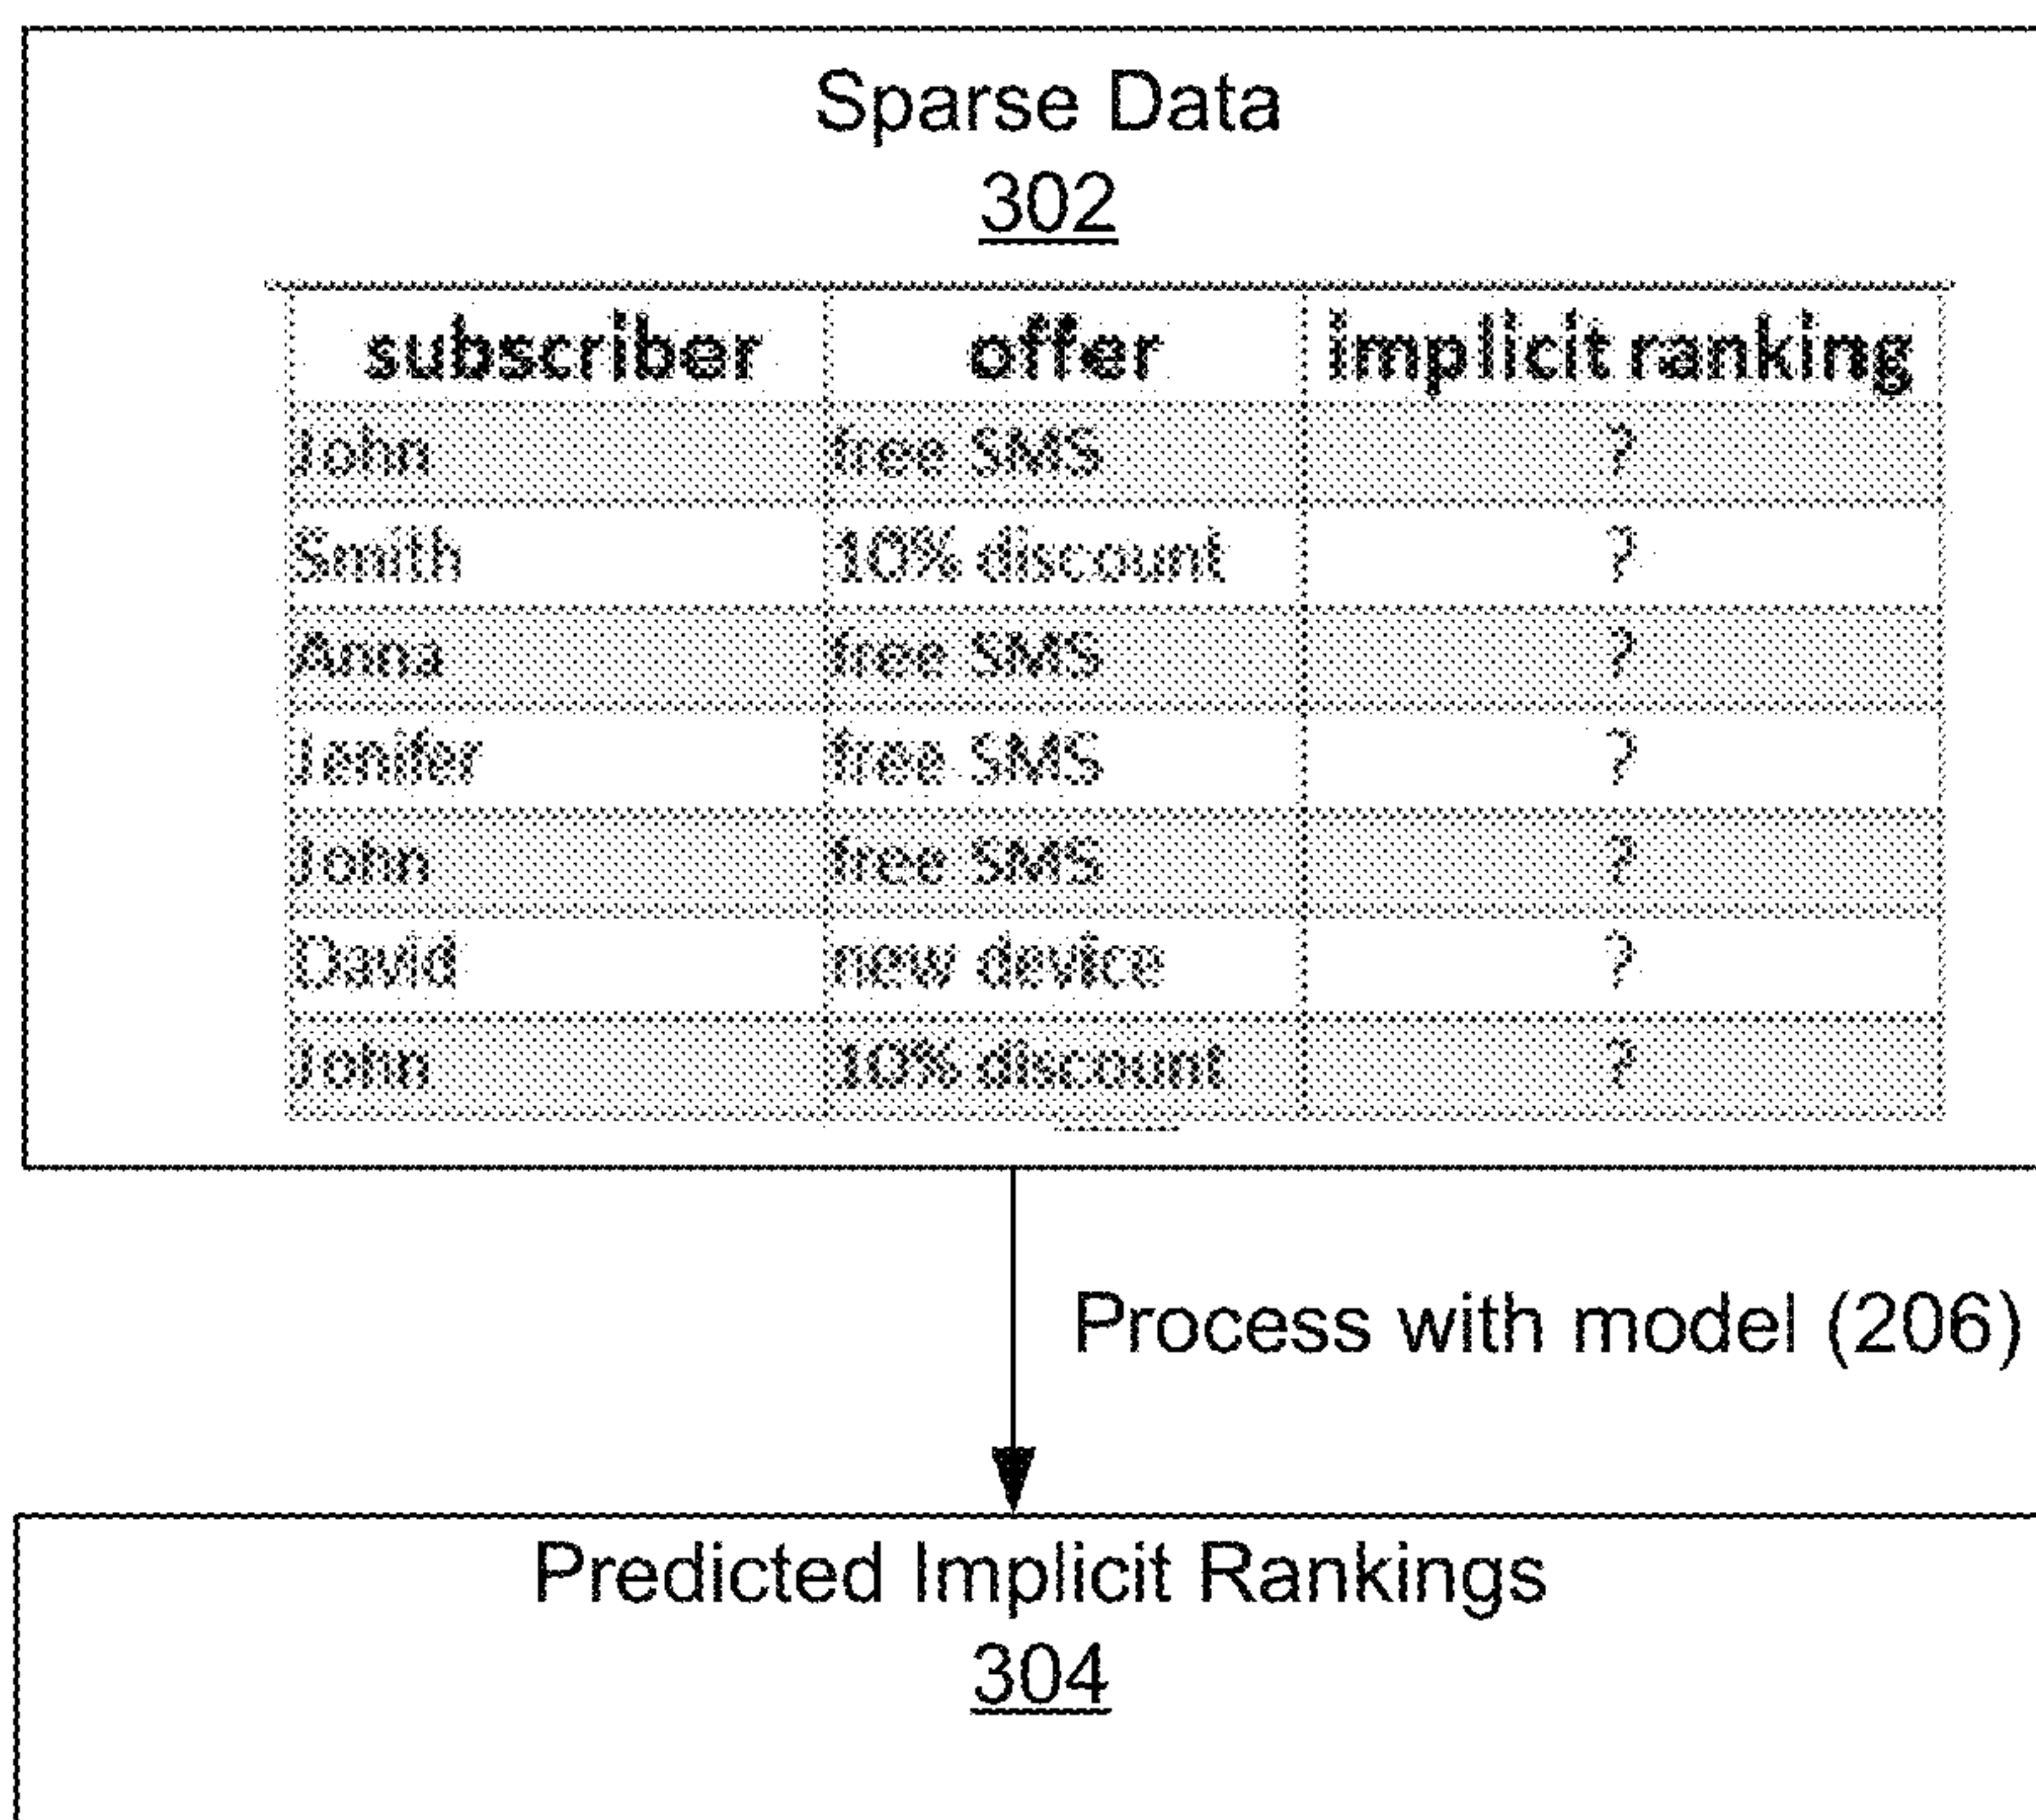 Sparse Data
302
subscriber offer implicit ranking
John free SMS ?
Smith 10% discount ?
Anna free SMS ?
Jenifer free SMS ?
John free SMS ?
David new device ?
John 10% discount ?
Process with model (206)
Predicted Implicit Rankings
304